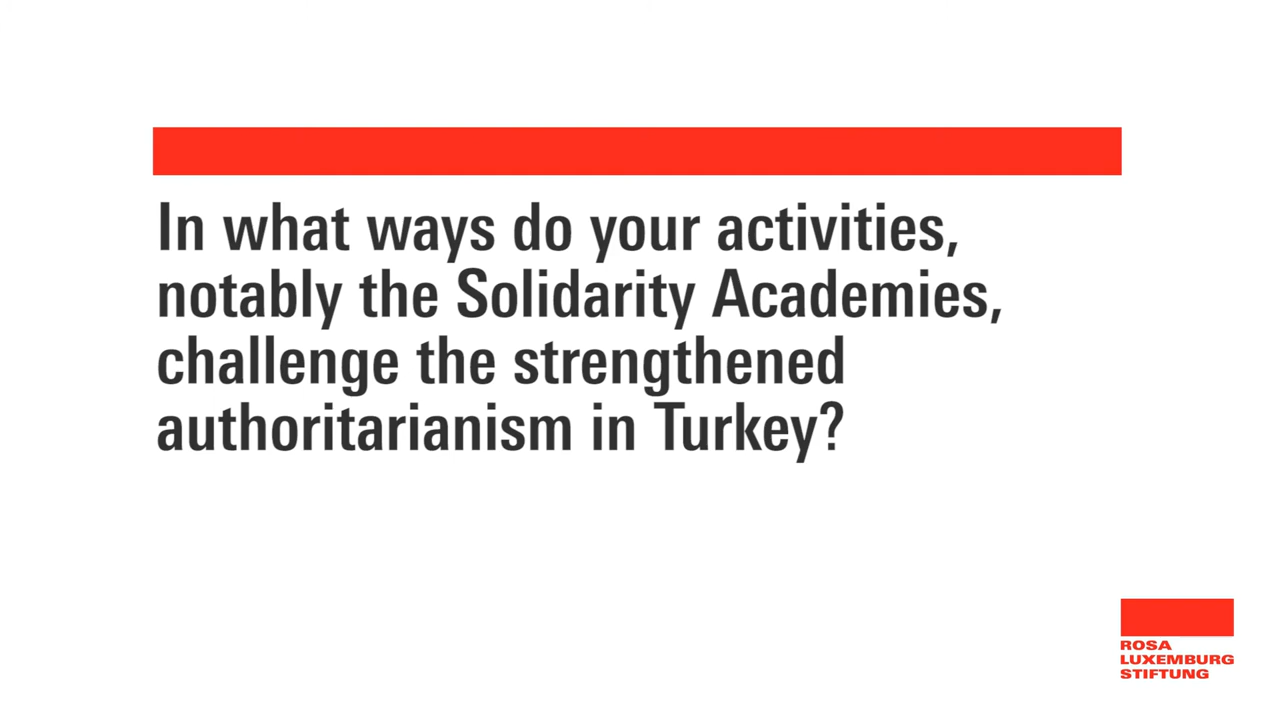 In what ways do your activities,
notably the Solidarity Academies,
challenge the strengthened
authoritarianism in Turkey?
ROSA
LUXEMBURG
STIFTUNG